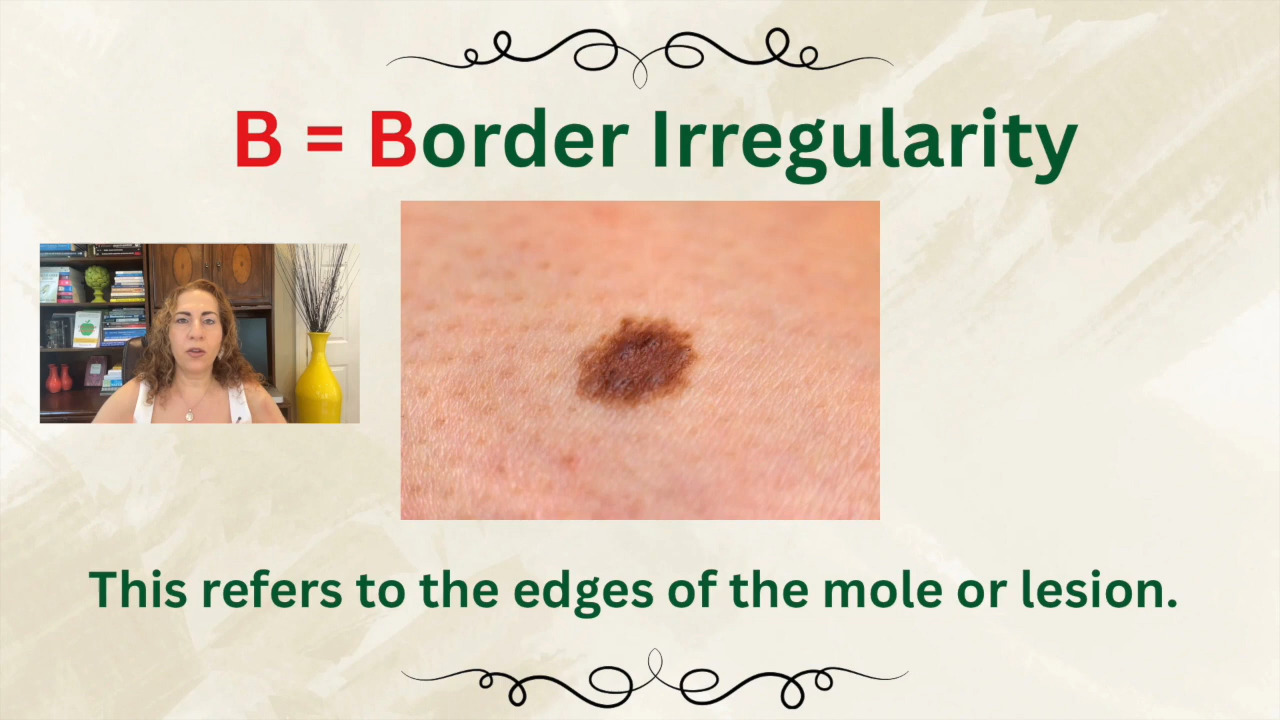 B = Border Irregularity
This refers to the edges of the mole or lesion.